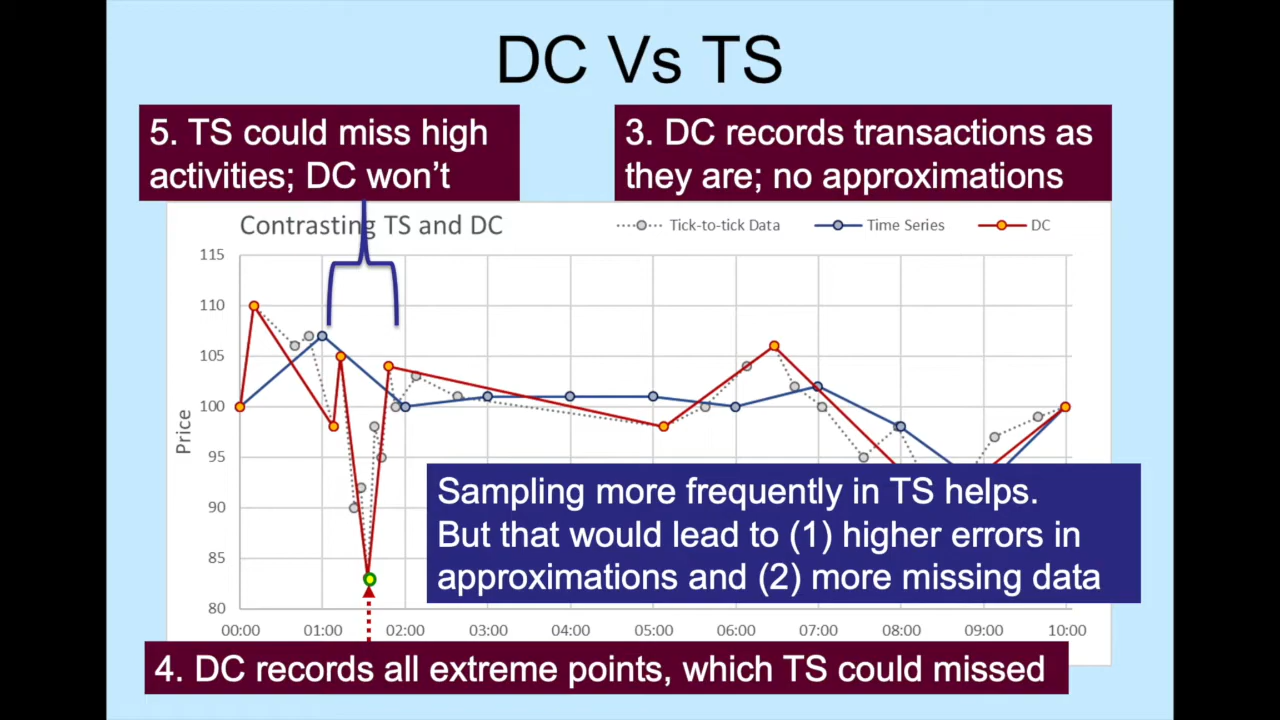 DC Vs TS
5. TS could miss high
activities; DC won't
3. DC records transactions as
they are; no approximations
Contrasting TS and DC
Tick-to-tick Data
Time Series
DC
115
110
105
100
95
90
85
80
Price
Sampling more frequently in TS helps.
But that would lead to (1) higher errors in
approximations and (2) more missing data
00:00 01:00 02:00 03:00 04:00 05:00 06:00 07:00 08:00 09:00 10:00
4. DC records all extreme points, which TS could missed